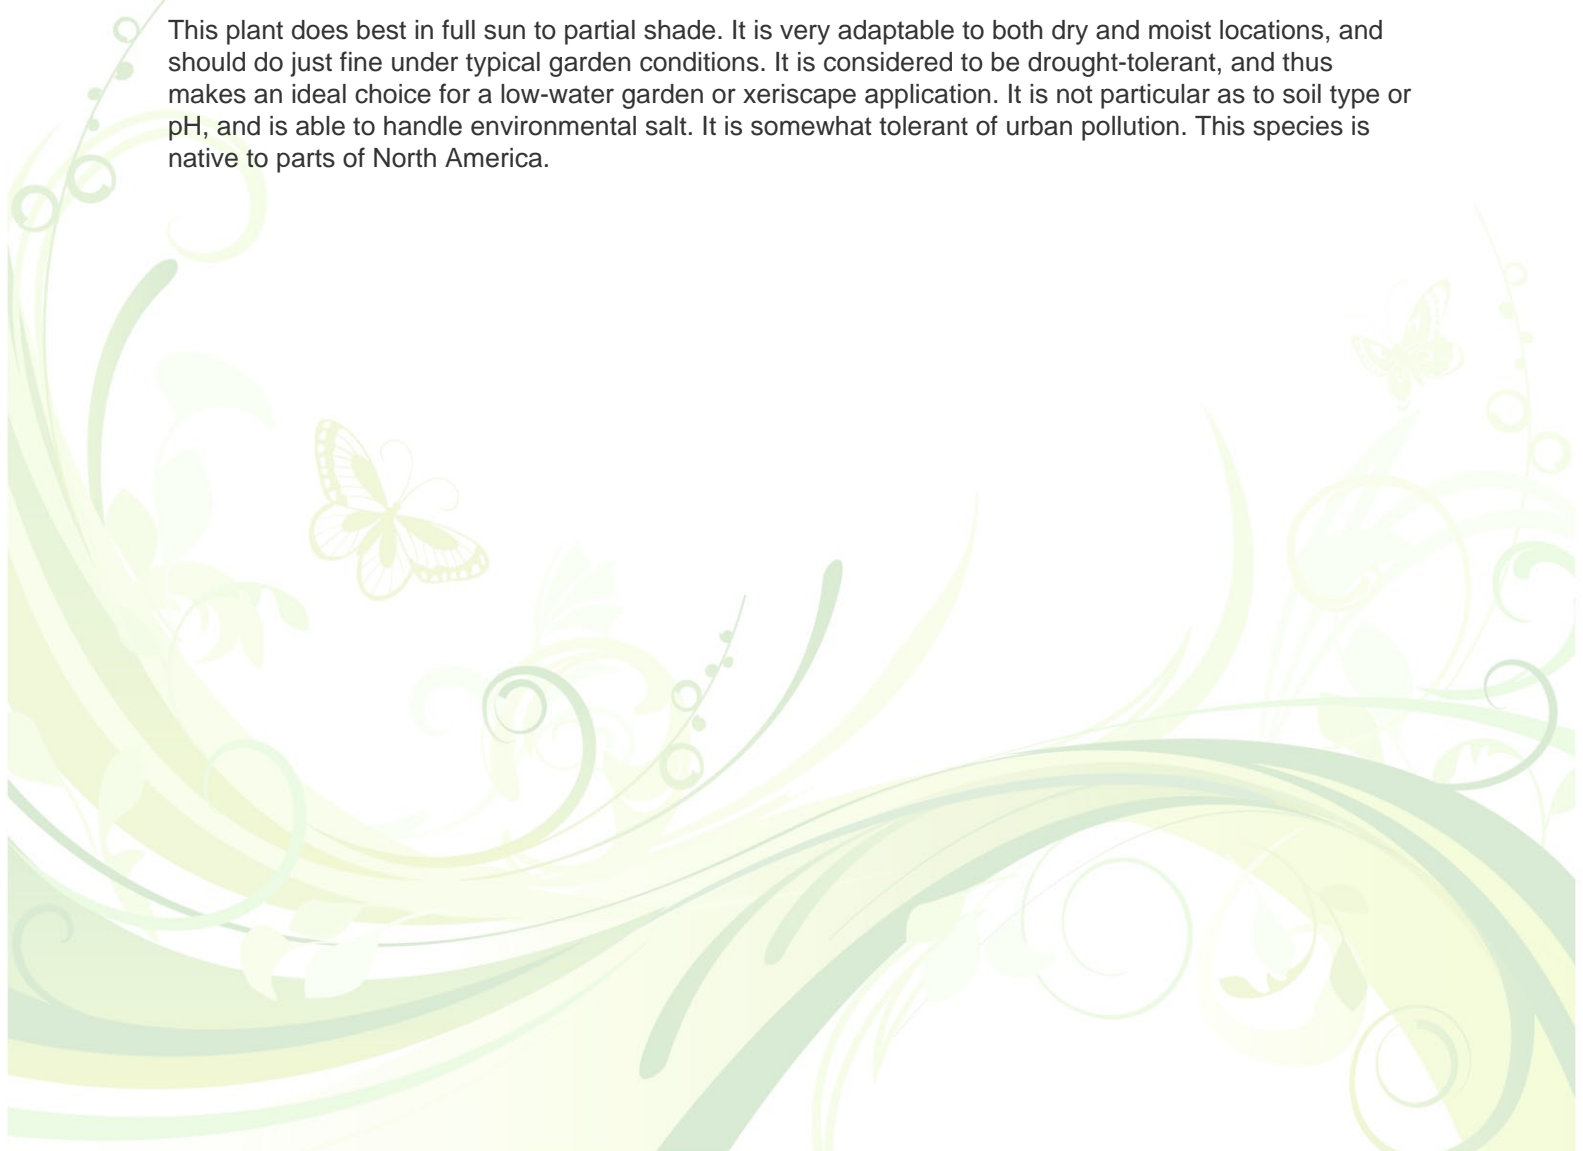 This plant does best in full sun to partial shade. It is very adaptable to both dry and moist locations, and
should do just fine under typical garden conditions. It is considered to be drought-tolerant, and thus
makes an ideal choice for a low-water garden or xeriscape application. It is not particular as to soil type or
pH, and is able to handle environmental salt. It is somewhat tolerant of urban pollution. This species is
native to parts of North America.